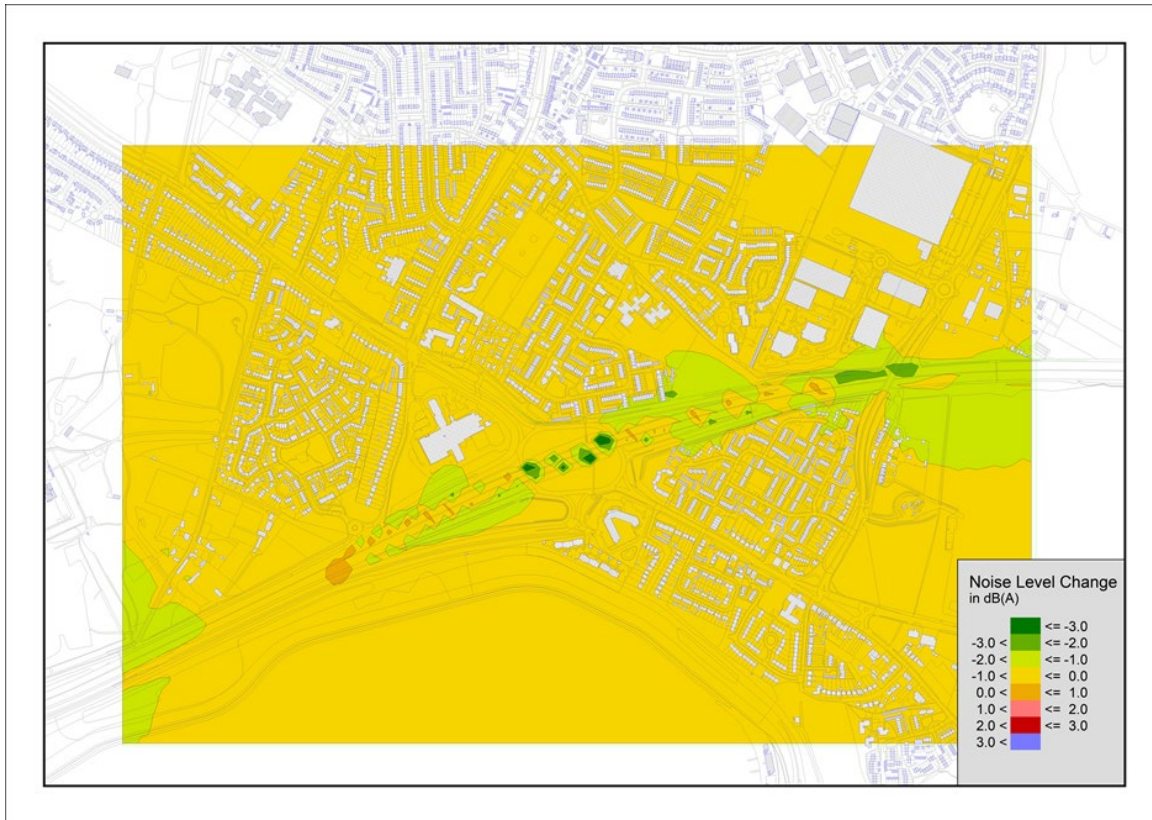 Noise Level Change
in dB(A)
<= -3.0
-3.0 < <= -2.0
-2.0 < <= -1.0
-1.0 < <= 0.0
0.0 < <= 1.0
1.0 < <= 2.0
2.0 < <= 3.0
3.0 <